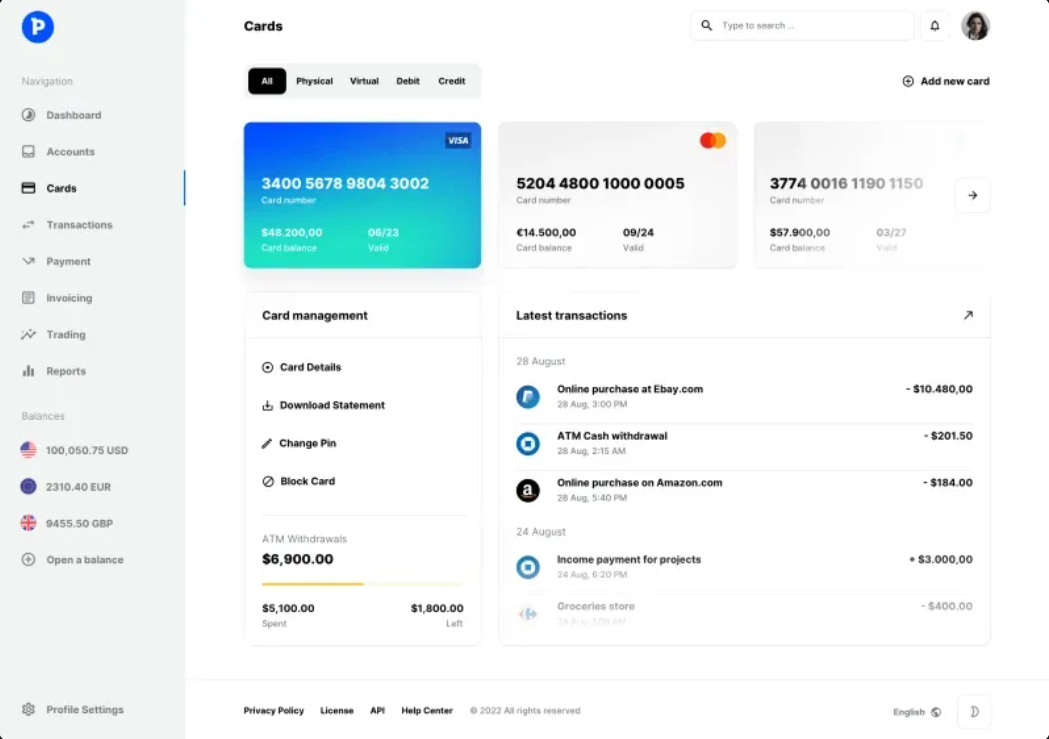 P
Cards
Type to search ...
Navigation
Dashboard
Accounts
Cards
Transactions
Payment
Invoicing
Trading
Reports
Balances
100,050.75 USD
2310.40 EUR
9455.50 GBP
Open a balance
Profile Settings
All Physical Virtual Debit Credit
Add new card
VISA
3400 5678 9804 3002
Card number
$48.200,00 06/23
Card balance Valid
5204 4800 1000 0005
Card number
€14.500,00 09/24
Card balance Valid
3774 0016 1190 1150
Card number
$57.900,00 03/27
Card balance Valid
Card management
Card Details
Download Statement
Change Pin
Block Card
ATM Withdrawals
$6,900.00
$5,100.00 $1,800.00
Spent Left
Latest transactions
28 August
Online purchase at Ebay.com - $10.480,00
28 Aug, 3:00 PM
ATM Cash withdrawal - $201.50
28 Aug, 2:15 AM
a
Online purchase on Amazon.com - $184.00
28 Aug, 5:40 PM
24 August
Income payment for projects + $3.000,00
24 Aug, 6:20 PM
Groceries store - $400.00
Privacy Policy License API Help Center © 2022 All rights reserved
English